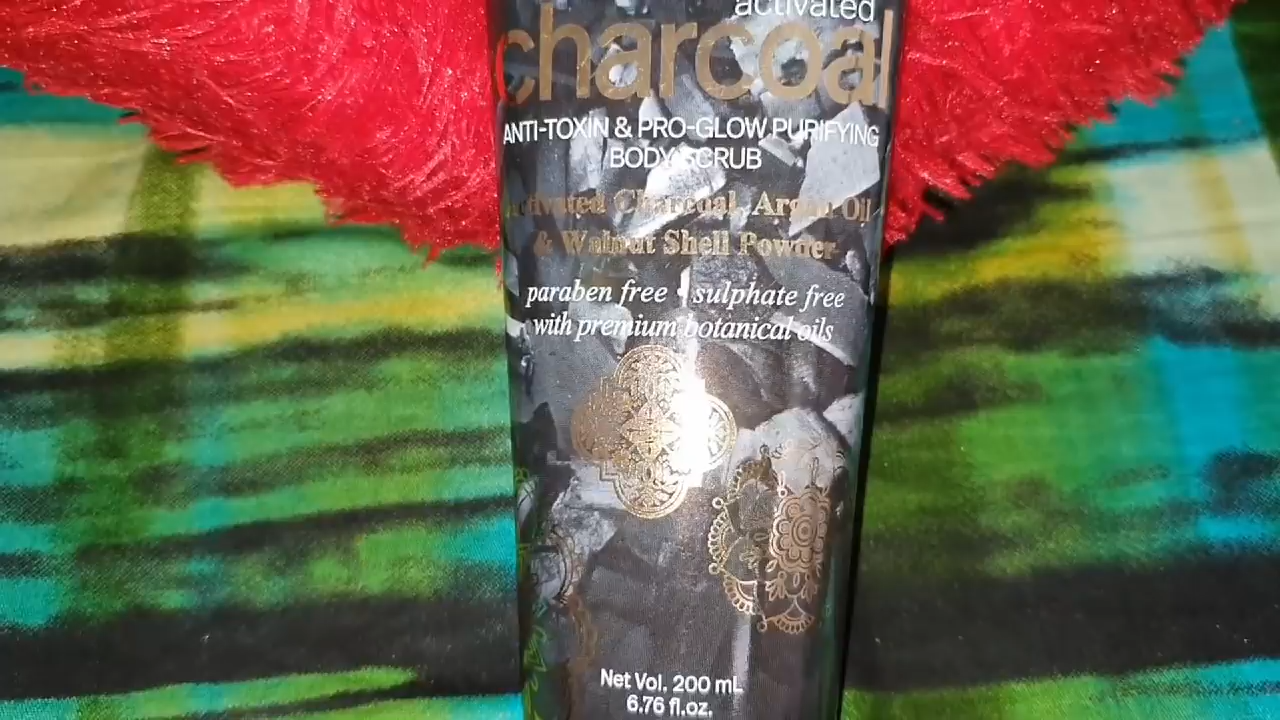 activated
charcoal
ANTI-TOXIN & PRO-GLOW PURIFYING
BODY SCRUB
Activated Charcoal, Argan Oil
& Walnut Shell Powder
paraben free • sulphate free
with premium botanical oils
Net Vol. 200 mL
6.76 fl.oz.